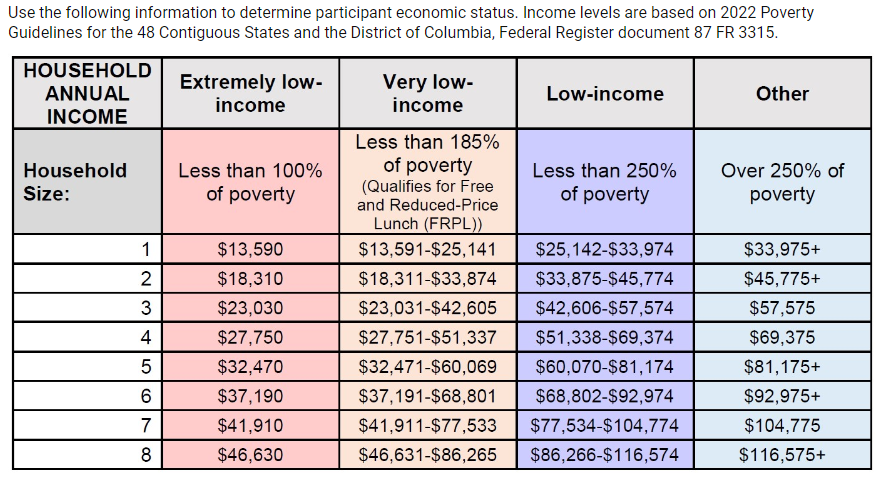 Use the following information to determine participant economic status. Income levels are based on 2022 Poverty
Guidelines for the 48 Contiguous States and the District of Columbia, Federal Register document 87 FR 3315.
HOUSEHOLD
ANNUAL
INCOME
Extremely low-
income
Very low-
income
Low-income
Other
Household
Size:
Less than 100%
of poverty
Less than 185%
of poverty
(Qualifies for Free
and Reduced-Price
Lunch (FRPL))
Less than 250%
of poverty
Over 250% of
poverty
1 $13,590 $13,591-$25,141 $25,142-$33,974 $33,975+
2 $18,310 $18,311-$33,874 $33,875-$45,774 $45,775+
3 $23,030 $23,031-$42,605 $42,606-$57,574 $57,575
4 $27,750 $27,751-$51,337 $51,338-$69,374 $69,375
5 $32,470 $32,471-$60,069 $60,070-$81,174 $81,175+
6 $37,190 $37,191-$68,801 $68,802-$92,974 $92,975+
7 $41,910 $41,911-$77,533 $77,534-$104,774 $104,775
8 $46,630 $46,631-$86,265 $86,266-$116,574 $116,575+